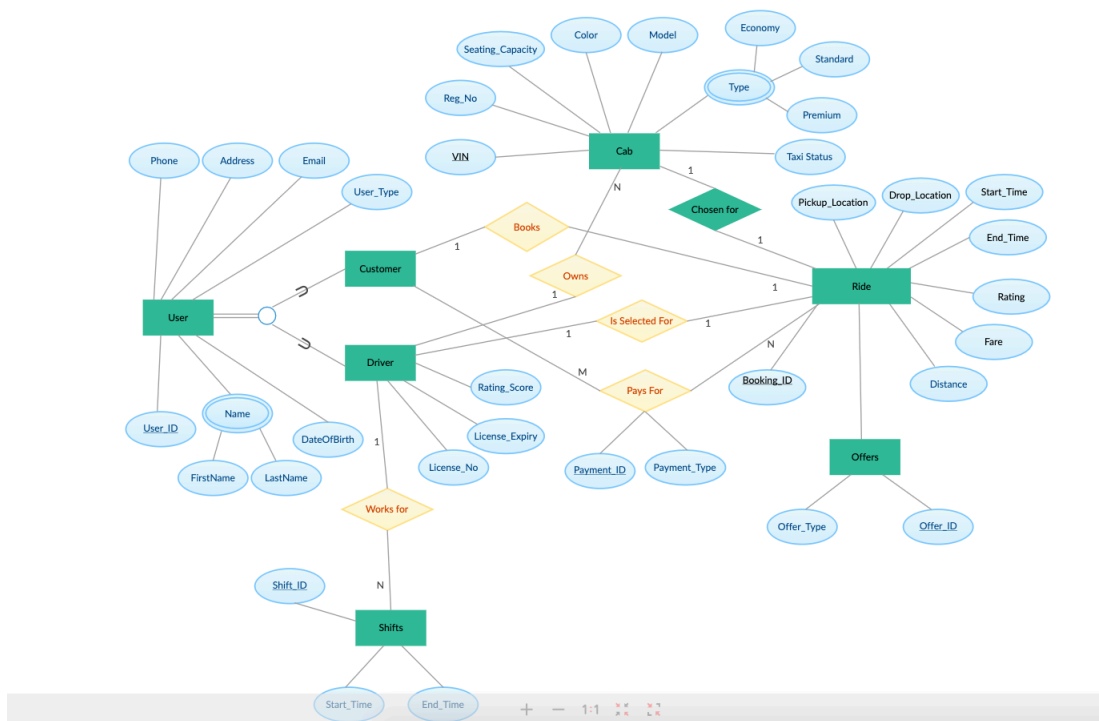 Economy
Color
Model
Seating_Capacity
Standard
Type
Reg_No
Premium
Cab
VIN
Taxi Status
Phone
Address
Email
1
N
User_Type
Start_Time
Drop_Location
Pickup_Location
Chosen for
Books
End_Time
1
1
Customer
Owns
Ride
1
1
Rating
User
Is Selected For
1
1
Fare
N
Driver
M
Booking_ID
Distance
Rating_Score
Pays For
Name
User_ID
License_Expiry
DateOfBirth
1
Offers
License_No
Payment_ID
Payment_Type
FirstName
LastName
Works for
Offer_Type
Offer_ID
Shift_ID
N
Shifts
Start_Time
End_Time
1:1